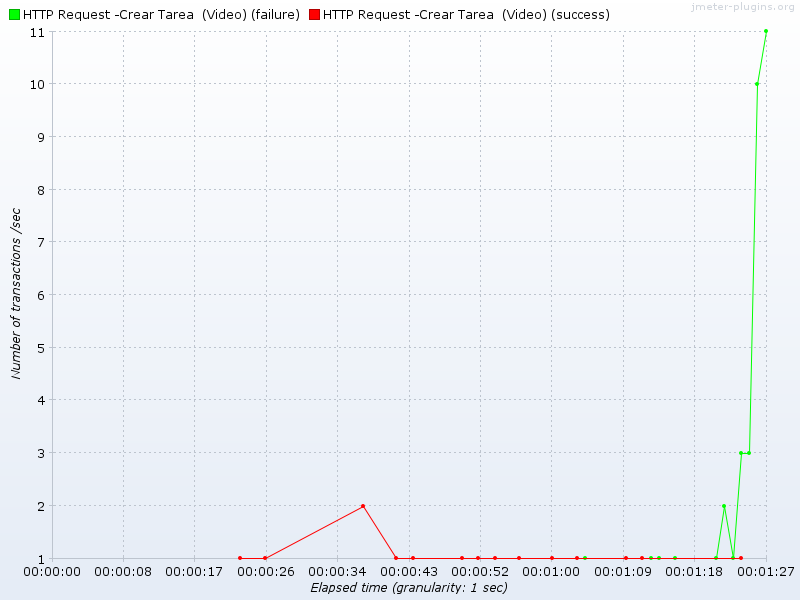 HTTP Request -Crear Tarea  (Video) (failure) HTTP Request -Crear Tarea  (Video) (success)
jmeter-plugins.org
11
10
9
8
7
6
5
4
3
2
1
Number of transactions /sec
00:00:00 00:00:08 00:00:17 00:00:26 00:00:34 00:00:43 00:00:52 00:01:00 00:01:09 00:01:18 00:01:27
Elapsed time (granularity: 1 sec)